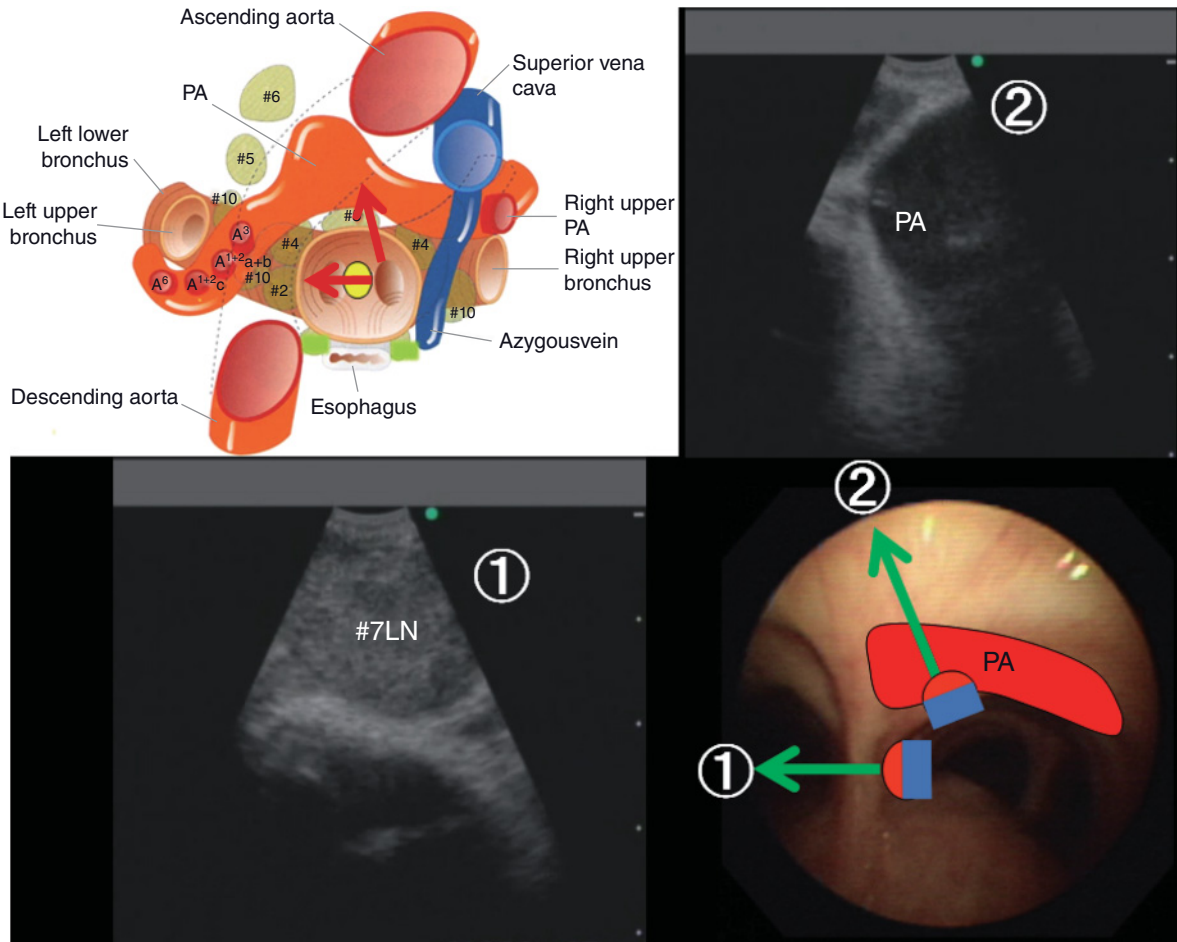 Ascending aorta
Superior vena
cava
PA
#6
Left lower
bronchus
#5
#10
Left upper
bronchus
A3
#4
#4
Right upper
PA
A1+2a+b
Right upper
bronchus
A6
A1+2c
#10
#2
#10
Azygousvein
Descending aorta
Esophagus
②
PA
①
#7LN
②
PA
①